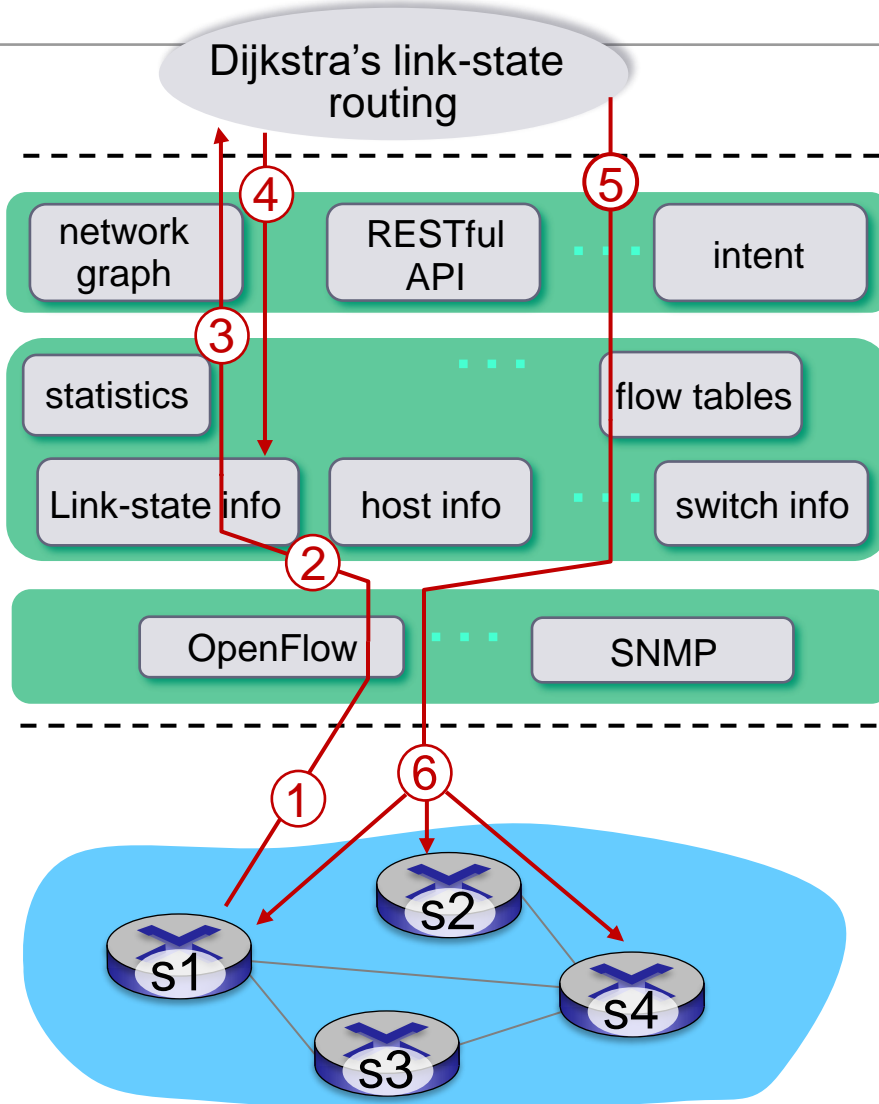 Dijkstra’s link-state
routing
4
5
network
graph
RESTful
API
. . .
intent
3
statistics
. . .
flow tables
Link-state info
host info
. . .
switch info
2
OpenFlow
. . .
SNMP
1
6
s2
s1
s4
s3